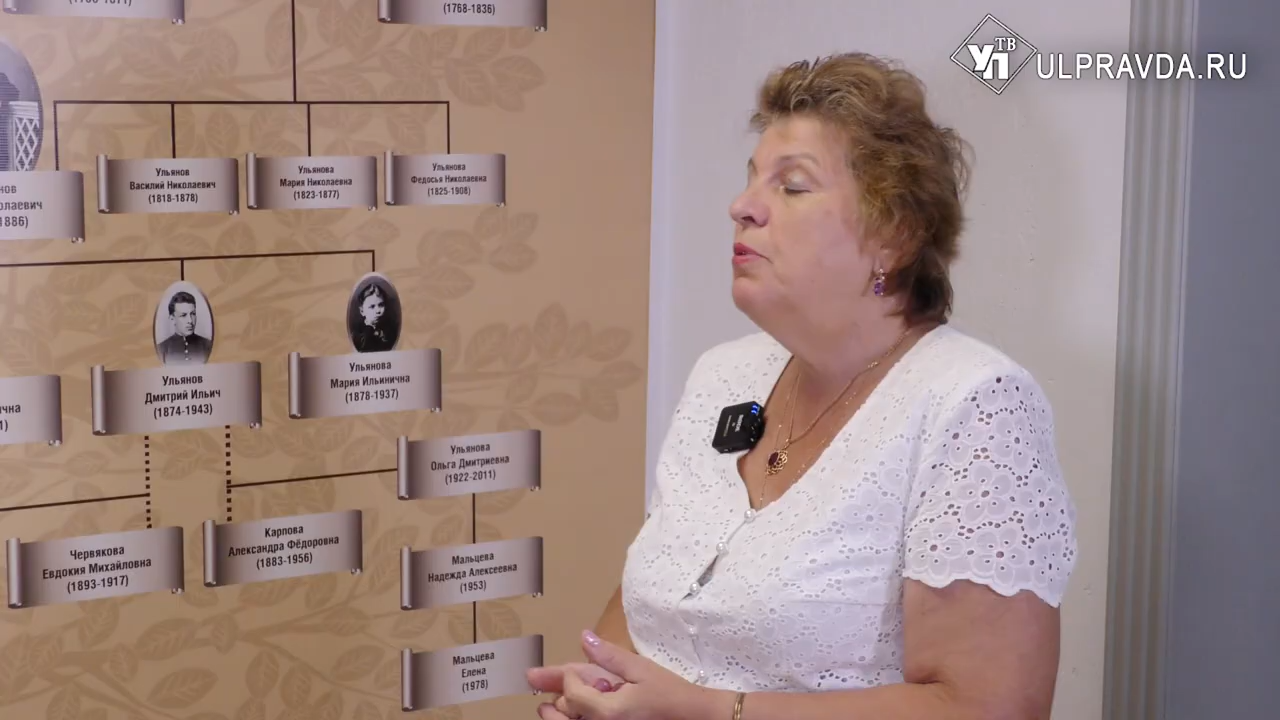 (1768-1836)
ТВ
УП
ULPRAVDA.RU
Ульянов
Василий Николаевич
(1818-1878)
Ульянова
Мария Николаевна
(1823-1877)
Ульянова
Федосья Николаевна
(1825-1908)
Ульянов
Дмитрий Ильич
(1874-1943)
Ульянова
Мария Ильинична
(1878-1937)
Ульянова
Ольга Дмитриевна
(1922-2011)
Червякова
Евдокия Михайловна
(1893-1917)
Карпова
Александра Фёдоровна
(1883-1956)
Мальцева
Надежда Алексеевна
(1953)
Мальцева
Елена
(1978)